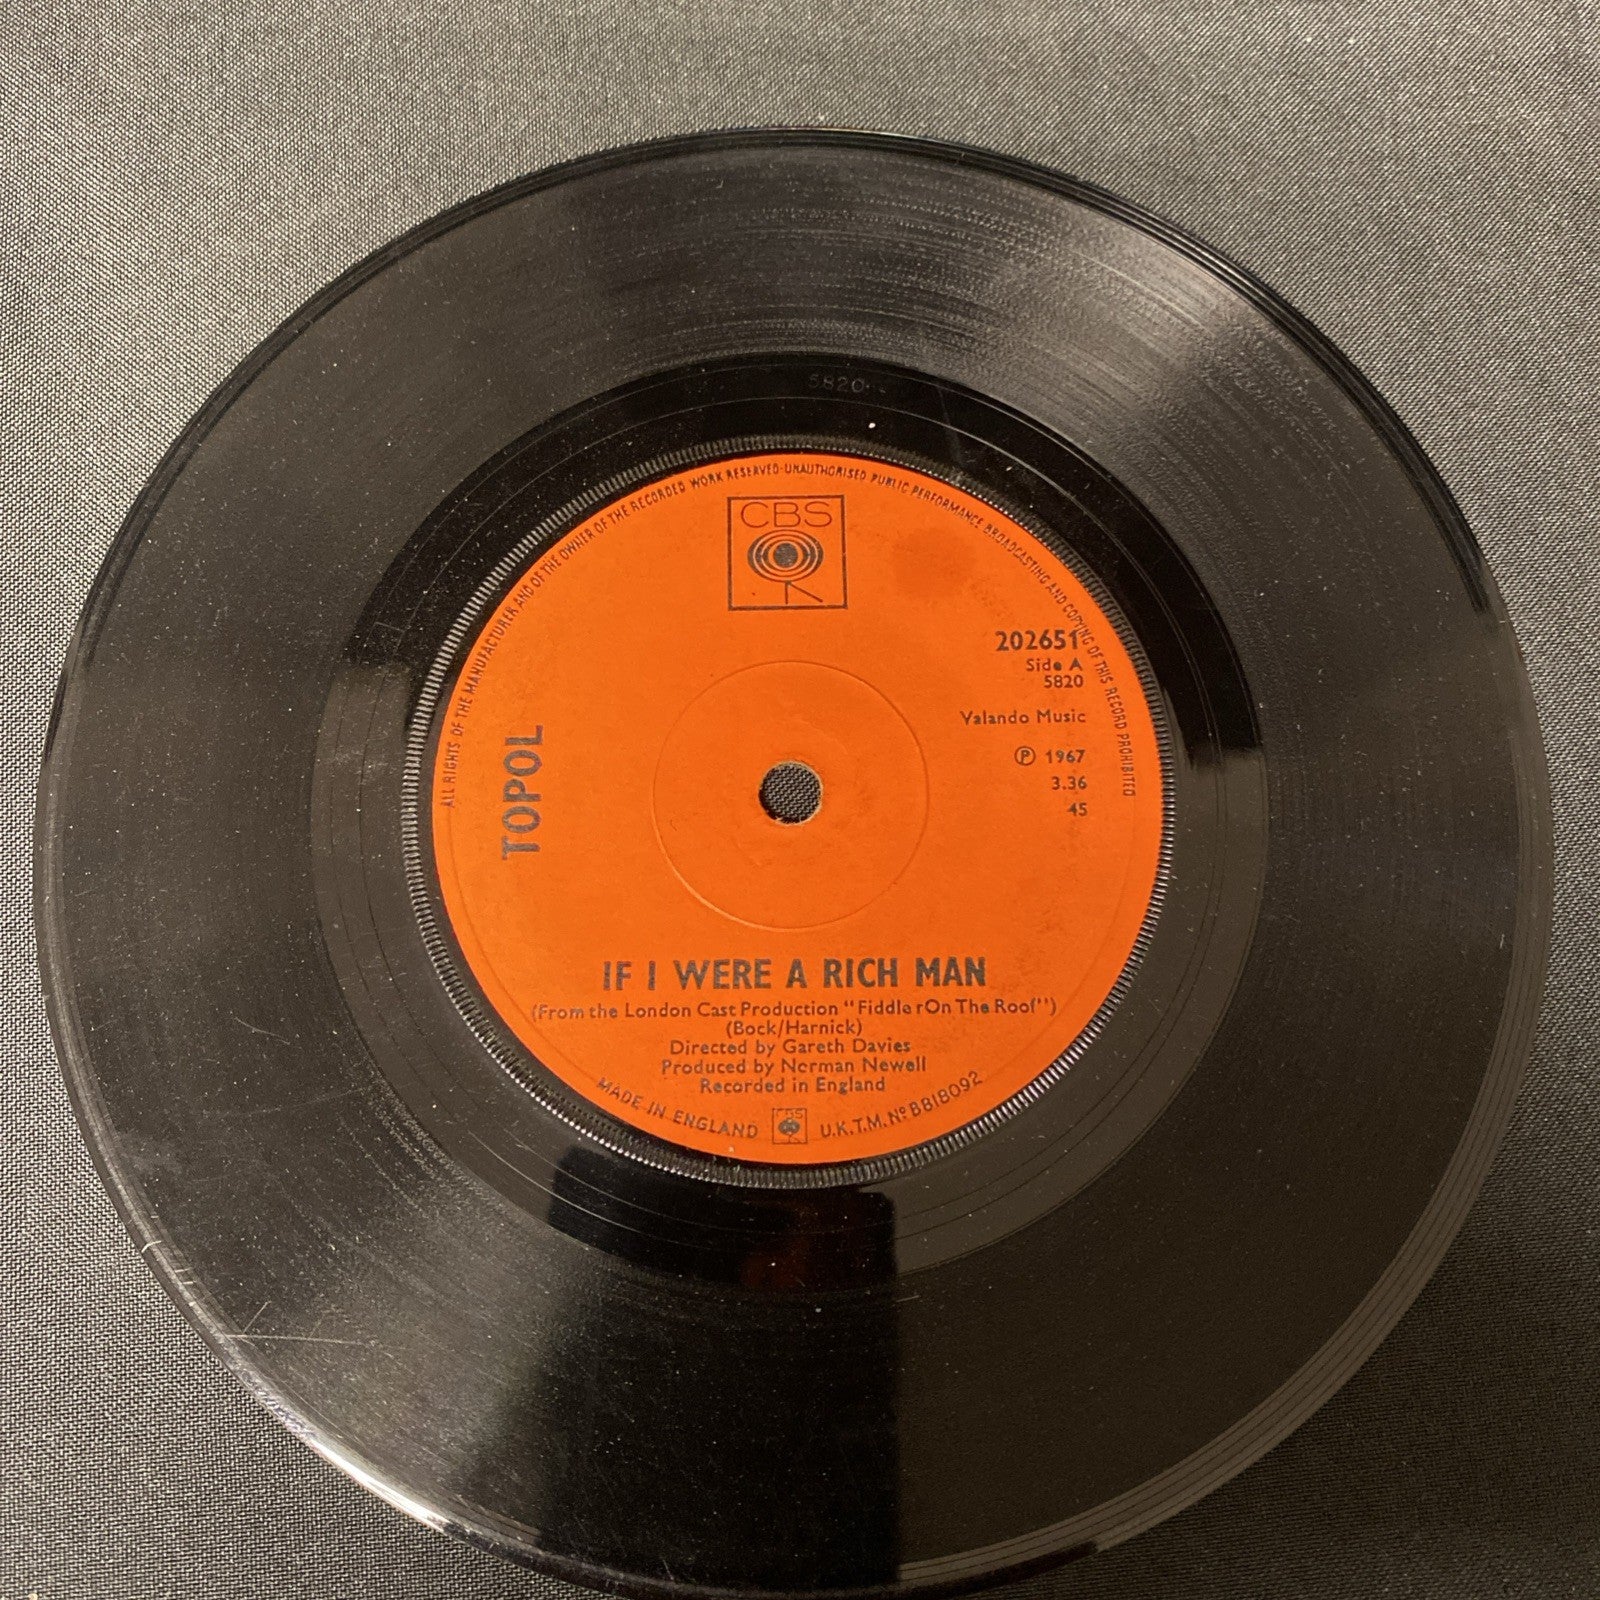 5820
ALL RIGHTS OF THE MANUFACTURER AND OF THE OWNER OF THE RECORDED WORK RESERVED·UNAUTHORISED PUBLIC PERFORMANCE BROADCASTING AND COPYING OF THIS RECORD PROHIBITED
CBS
202651
Side A
5820
Valando Music
℗ 1967
3.36
45
TOPOL
IF I WERE A RICH MAN
(From the London Cast Production "Fiddle rOn The Roof")
(Bock/Harnick)
Directed by Gareth Davies
Produced by Norman Newell
Recorded in England
MADE IN ENGLAND CBS U.K.T.M. Nº BB18092